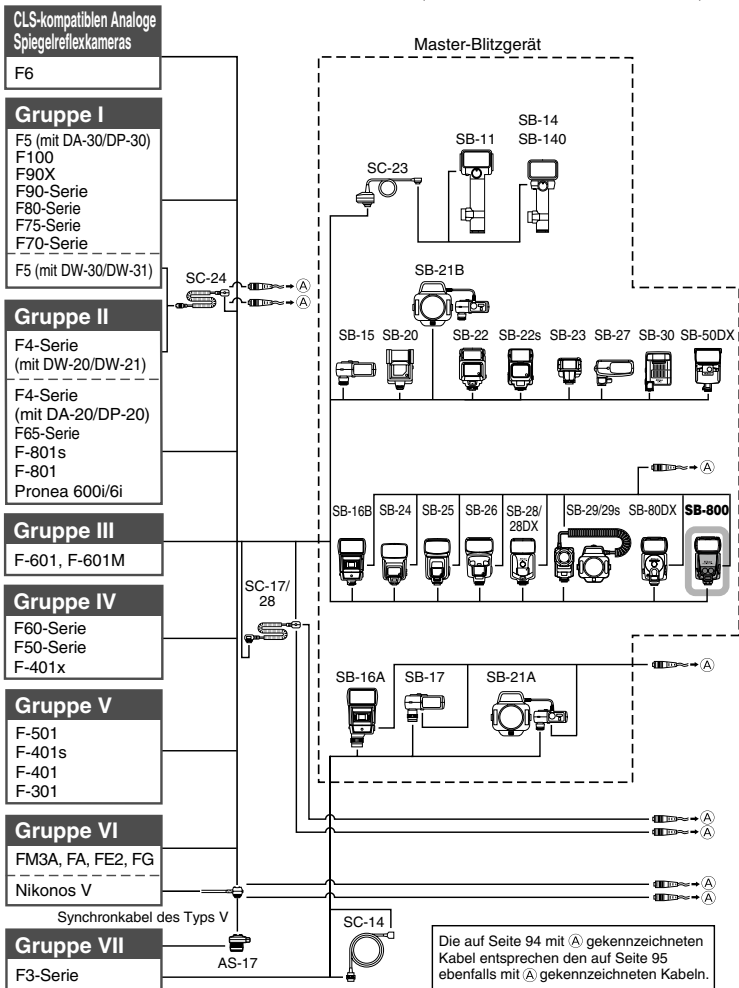 CLS-kompatiblen Analoge
Spiegelreflexkameras
F6
Gruppe I
F5 (mit DA-30/DP-30)
F100
F90X
F90-Serie
F80-Serie
F75-Serie
F70-Serie
F5 (mit DW-30/DW-31)
Gruppe II
F4-Serie
(mit DW-20/DW-21)
F4-Serie
(mit DA-20/DP-20)
F65-Serie
F-801s
F-801
Pronea 600i/6i
Gruppe III
F-601, F-601M
Gruppe IV
F60-Serie
F50-Serie
F-401x
Gruppe V
F-501
F-401s
F-401
F-301
Gruppe VI
FM3A, FA, FE2, FG
Nikonos V
Synchronkabel des Typs V
Gruppe VII
F3-Serie
AS-17
SC-24
A
A
SC-17/
28
Master-Blitzgerät
SC-23
SB-11
SB-14
SB-140
SB-21B
SB-15
SB-20
SB-22
SB-22s
SB-23
SB-27
SB-30
SB-50DX
A
SB-16B
SB-24
SB-25
SB-26
SB-28/
28DX
SB-29/29s
SB-80DX
SB-800
SB-16A
SB-17
SB-21A
A
A
A
A
A
SC-14
Die auf Seite 94 mit A gekennzeichneten
Kabel entsprechen den auf Seite 95
ebenfalls mit A gekennzeichneten Kabeln.